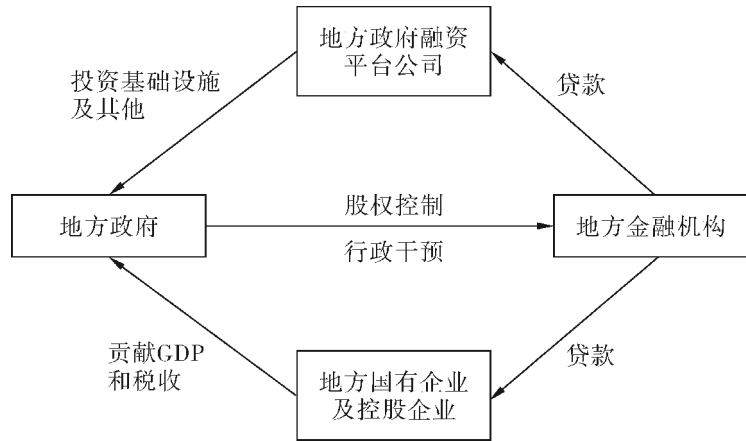 地方政府融资
平台公司
投资基础设施
及其他
贷款
地方政府
股权控制
行政干预
地方金融机构
贡献GDP
和税收
地方国有企业
及控股企业
贷款